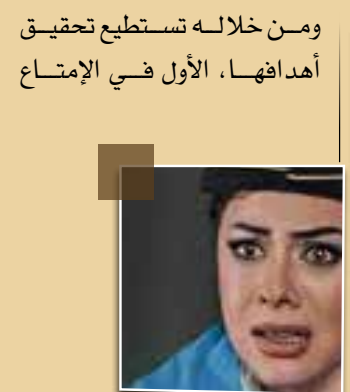 ومن خلاله تستطيع تحقيق
أهدافها، الأول في الإمتاع